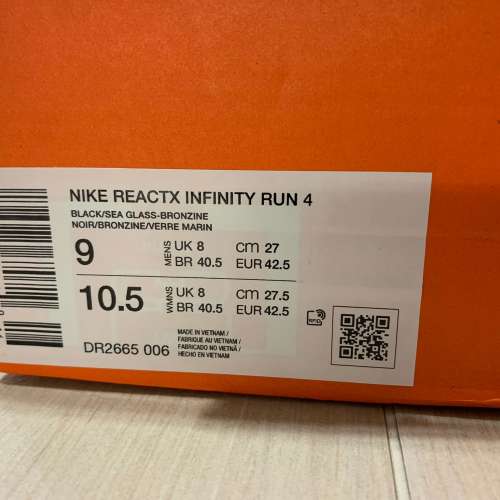 NIKE REACTX INFINITY RUN 4
BLACK/SEA GLASS-BRONZINE
NOIR/BRONZINE/VERRE MARIN
9 MENS UK 8 cm 27
BR 40.5 EUR 42.5
10.5 WMNS UK 8 cm 27.5
BR 40.5 EUR 42.5
DR2665 006
MADE IN VIETNAM /
FABRIQUÉ AU VIETNAM /
FABRICADO NO VIETNÃ /
HECHO EN VIETNAM